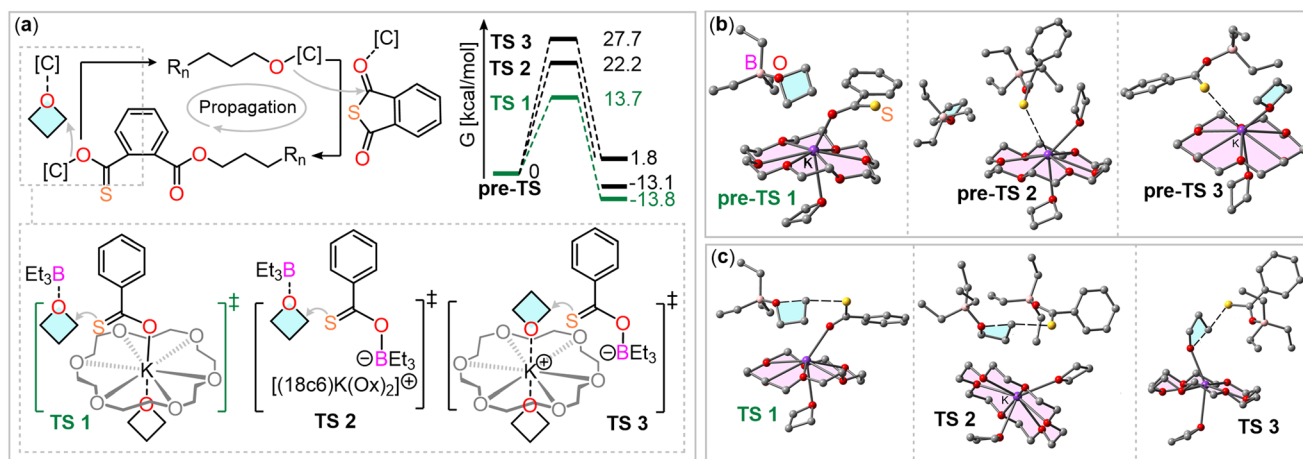 (a)
[C]
O
[C]O
S
O
O
Rn
Rn
O
[C]
Propagation
[C]
O
S
O
G [kcal/mol]
TS 3
27.7
TS 2
22.2
TS 1
13.7
0
pre-TS
1.8
-13.1
-13.8
Et3B
O
S
O
O
O
O
O
O
O
K
O
‡
TS 1
Et3B
O
S
O
⊖BEt3
[(18c6)K(Ox)2]⊕
‡
TS 2
O
S
O
⊖BEt3
O
O
O
O
O
O
K⊕
O
‡
TS 3
(b)
B
O
S
K
pre-TS 1
K
pre-TS 2
K
pre-TS 3
(c)
K
TS 1
K
TS 2
K
TS 3